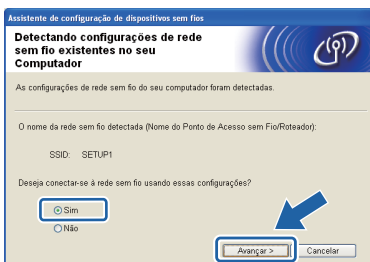 Assistente de configuração de dispositivos sem fios
Detectando configurações de rede
sem fio existentes no seu
Computador
As configurações de rede sem fio do seu computador foram detectadas.
O nome da rede sem fio detectada (Nome do Ponto de Acesso sem Fio/Roteador):
SSID: SETUP1
Deseja conectar-se à rede sem fio usando essas configurações?
Sim
Não
Avançar > Cancelar